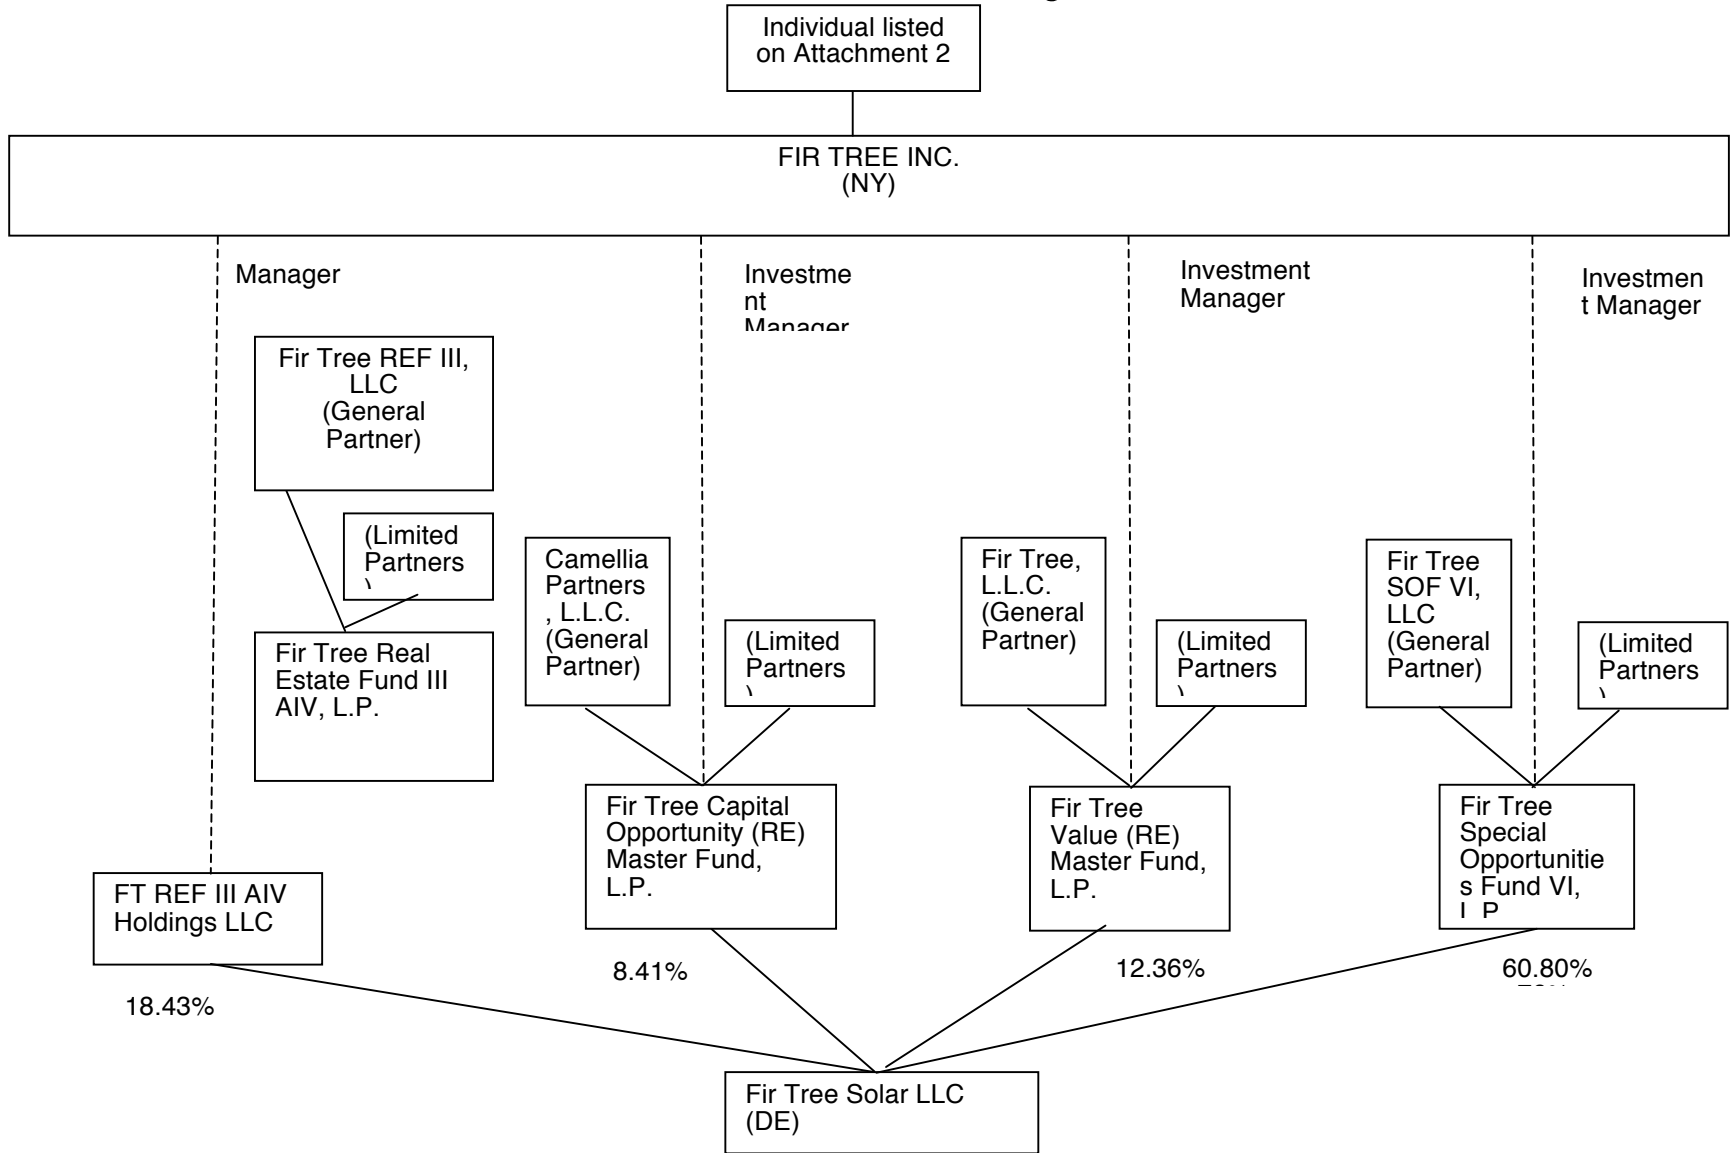 Individual listed
on Attachment 2
FIR TREE INC.
(NY)
Manager
Investme
nt
Manager
Investment
Manager
Investmen
t Manager
Fir Tree REF III,
LLC
(General
Partner)
(Limited
Partners
)
Fir Tree Real
Estate Fund III
AIV, L.P.
Camellia
Partners
, L.L.C.
(General
Partner)
(Limited
Partners
)
Fir Tree,
L.L.C.
(General
Partner)
(Limited
Partners
)
Fir Tree
SOF VI,
LLC
(General
Partner)
(Limited
Partners
)
FT REF III AIV
Holdings LLC
Fir Tree Capital
Opportunity (RE)
Master Fund,
L.P.
Fir Tree
Value (RE)
Master Fund,
L.P.
Fir Tree
Special
Opportunitie
s Fund VI,
L.P.
18.43%
8.41%
12.36%
60.80%
Fir Tree Solar LLC
(DE)